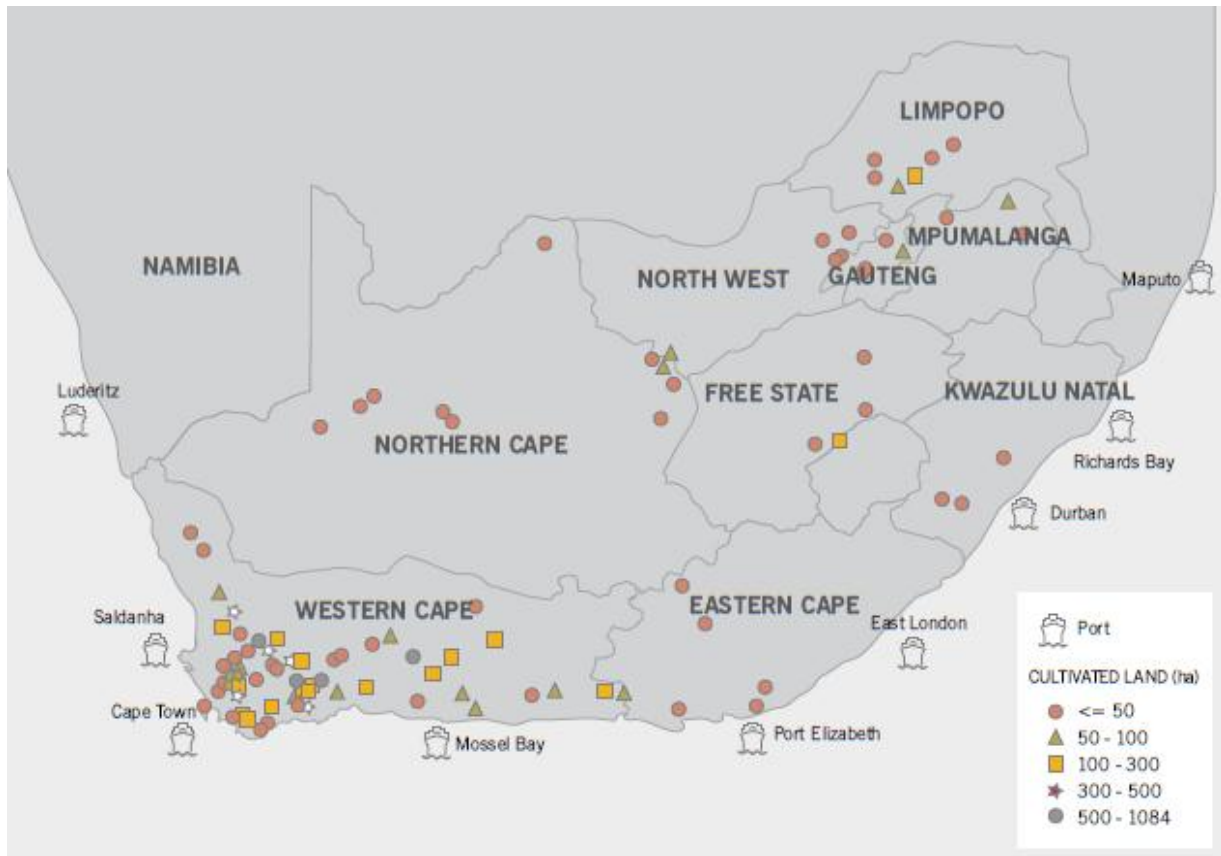 LIMPOPO
NAMIBIA
MPUMALANGA
NORTH WEST
GAUTENG
Maputo
Luderitz
FREE STATE
KWAZULU NATAL
NORTHERN CAPE
Richards Bay
Durban
WESTERN CAPE
EASTERN CAPE
Saldanha
East London
Cape Town
Mossel Bay
Port Elizabeth
Port
CULTIVATED LAND (ha)
<= 50
50 - 100
100 - 300
300 - 500
500 - 1084